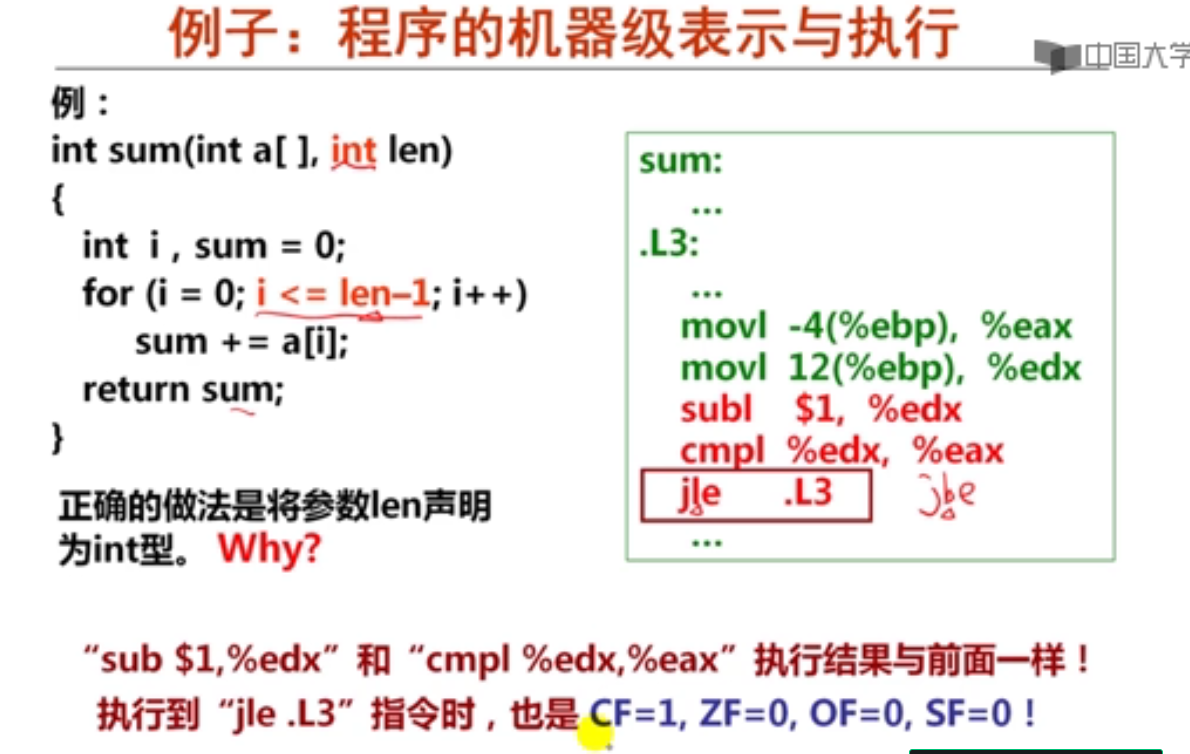 例子：程序的机器级表示与执行
中国大学
例：
int sum(int a[ ], int len)
{
int i , sum = 0;
for (i = 0; i <= len–1; i++)
sum += a[i];
return sum;
}
正确的做法是将参数len声明
为int型。 Why?
sum:
...
.L3:
...
movl -4(%ebp), %eax
movl 12(%ebp), %edx
subl $1, %edx
cmpl %edx, %eax
jle .L3 jbe
...
“sub $1,%edx”和“cmpl %edx,%eax”执行结果与前面一样！
执行到“jle .L3”指令时，也是 CF=1, ZF=0, OF=0, SF=0！